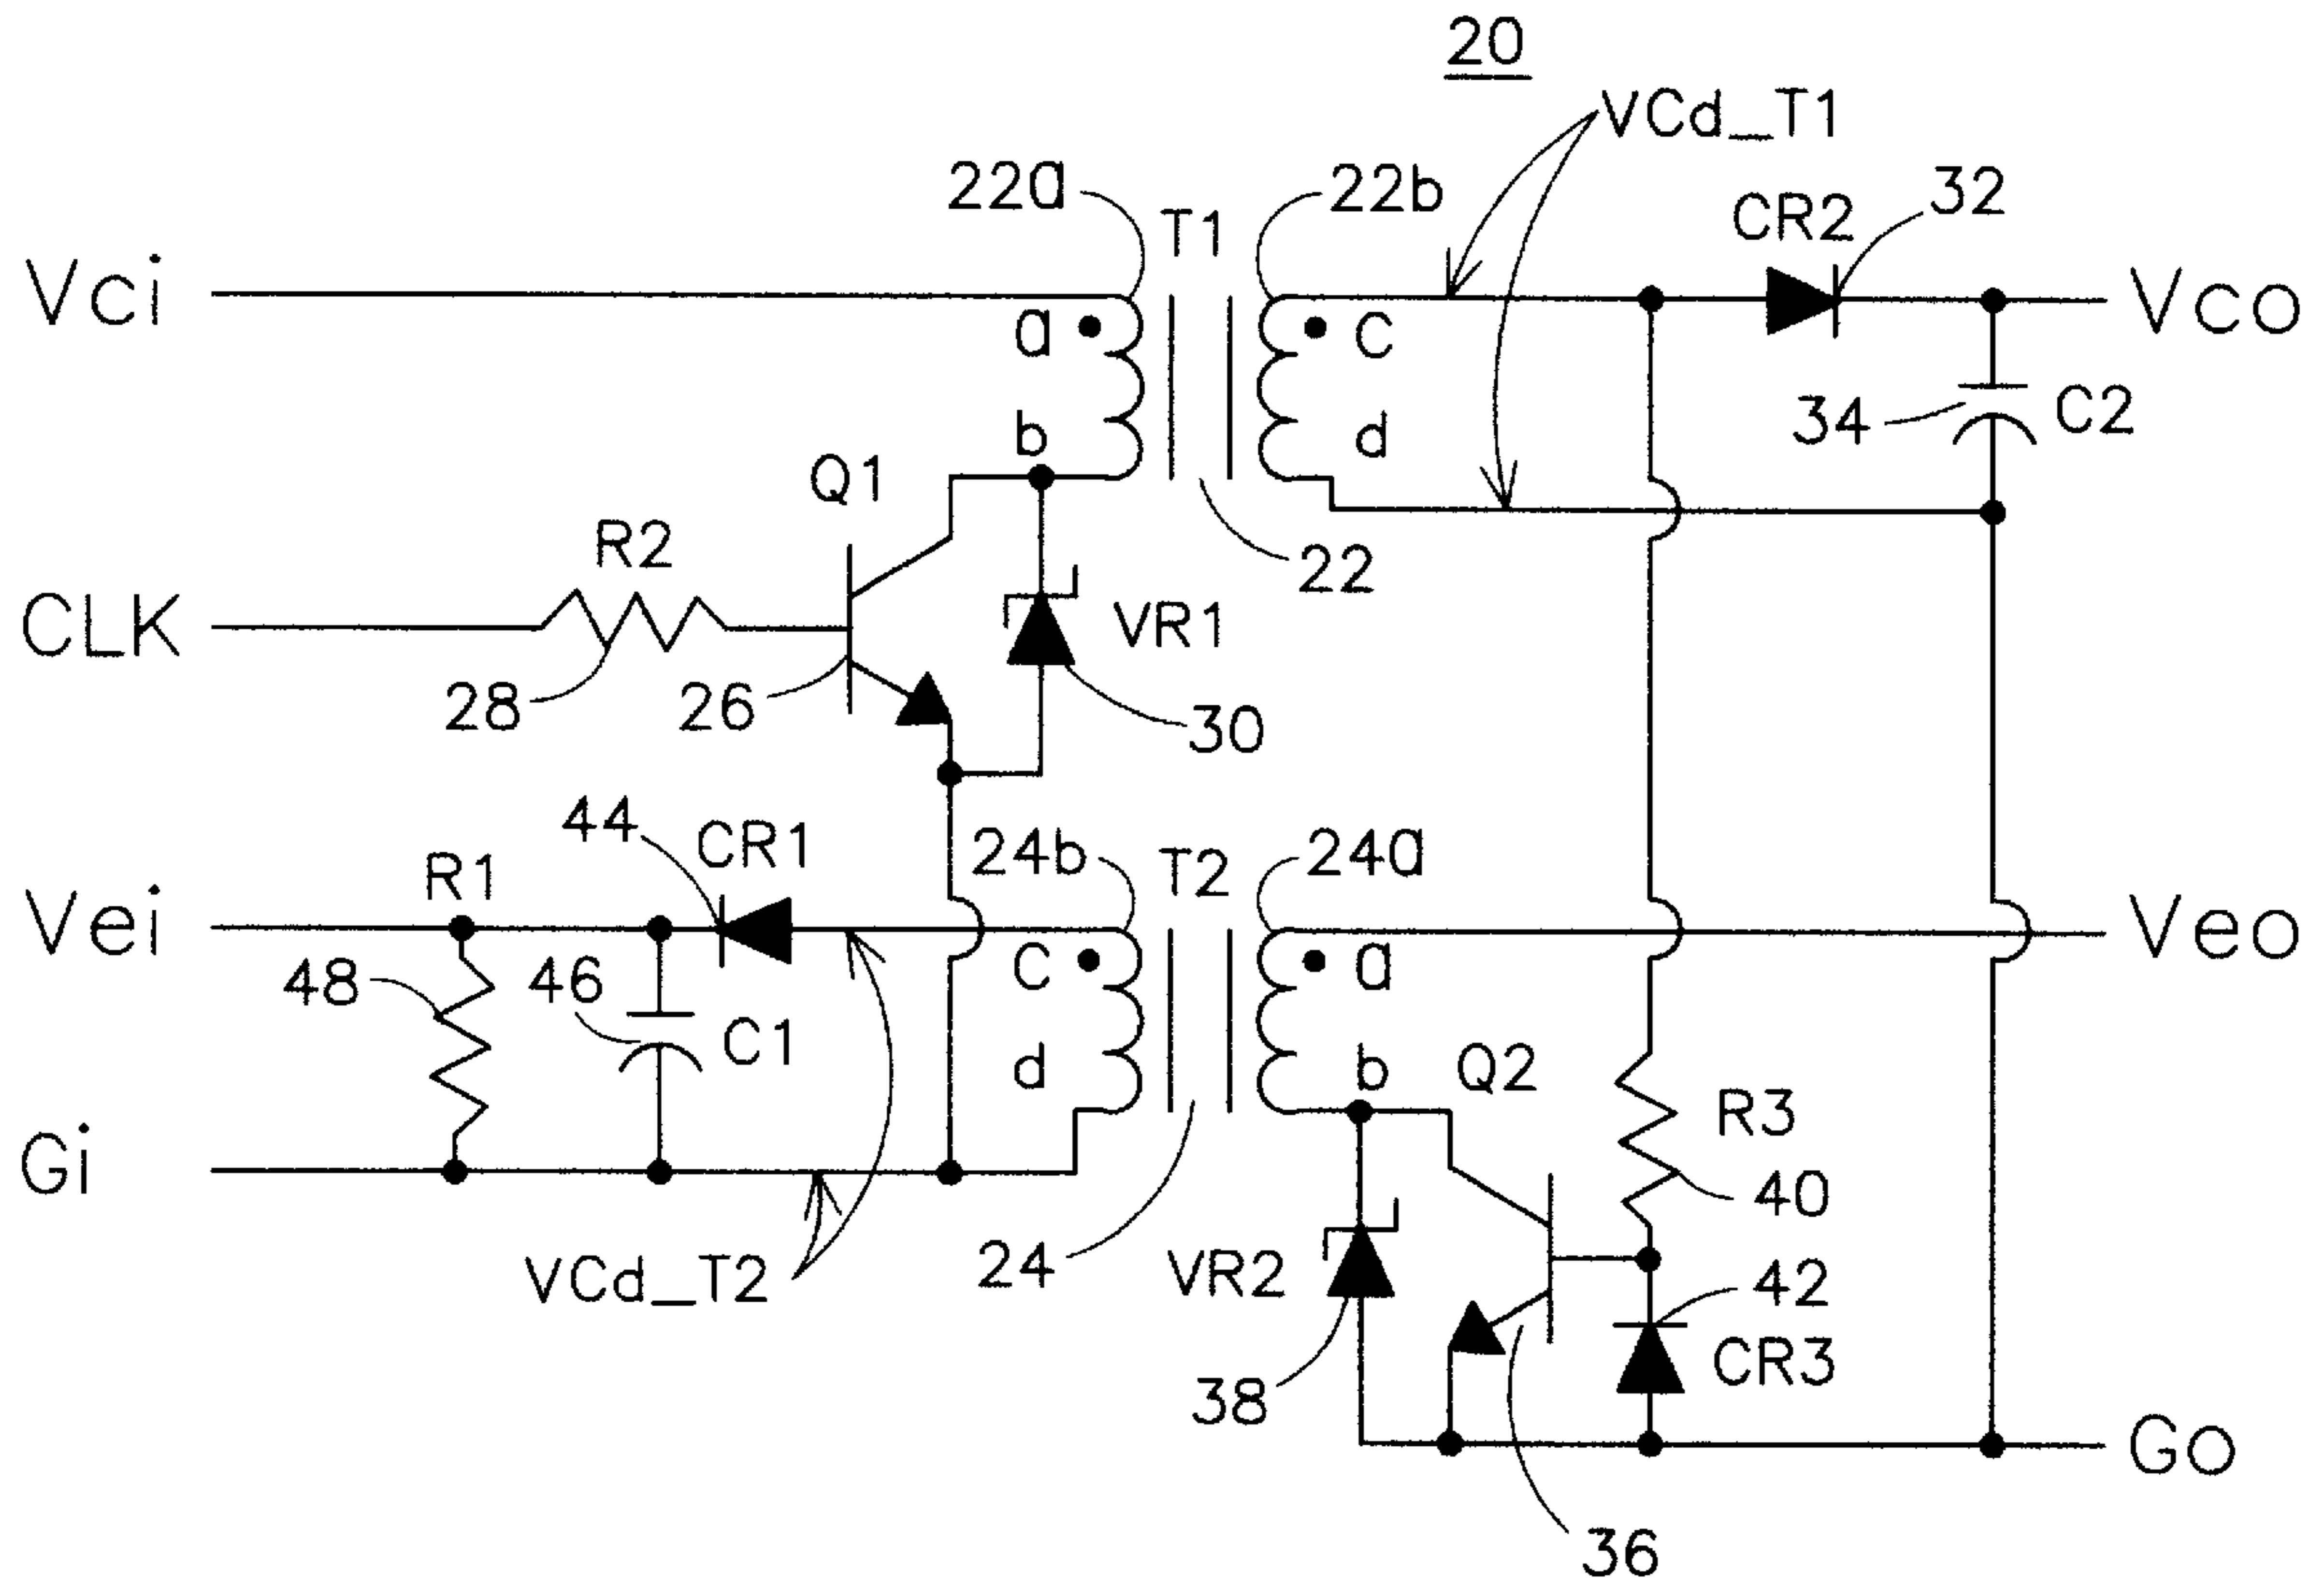 20
VCd_T1
22a
T1
22b
CR2
32
Vci
a
c
Vco
b
d
34
C2
Q1
R2
22
CLK
VR1
28
26
30
44
CR1
24b
T2
24a
R1
Vei
c
a
Veo
48
46
C1
d
b
Q2
R3
Gi
40
VCd_T2
24
VR2
42
CR3
38
Go
36